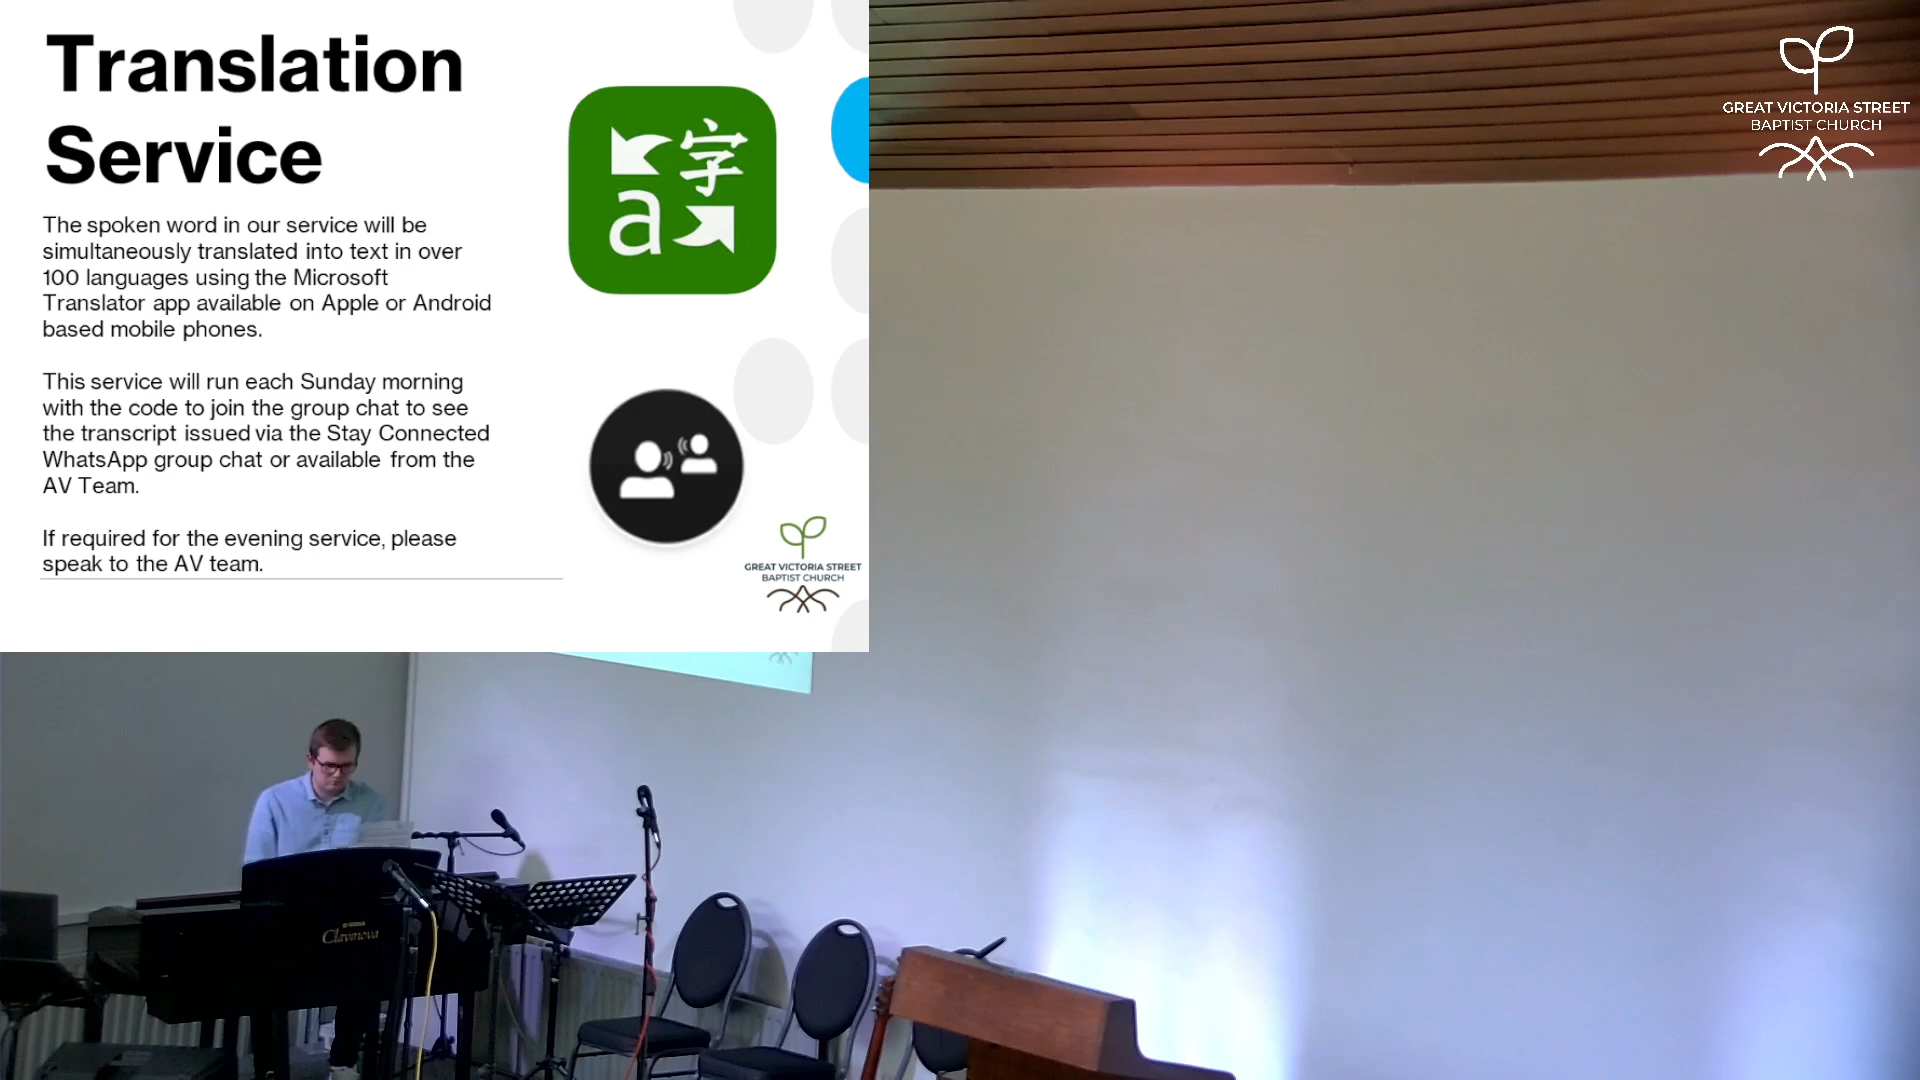 Translation
Service
The spoken word in our service will be
simultaneously translated into text in over
100 languages using the Microsoft
Translator app available on Apple or Android
based mobile phones.
This service will run each Sunday morning
with the code to join the group chat to see
the transcript issued via the Stay Connected
WhatsApp group chat or available from the
AV Team.
If required for the evening service, please
speak to the AV team.
字
a
GREAT VICTORIA STREET
BAPTIST CHURCH
GREAT VICTORIA STREET
BAPTIST CHURCH
YAMAHA
Clavinova